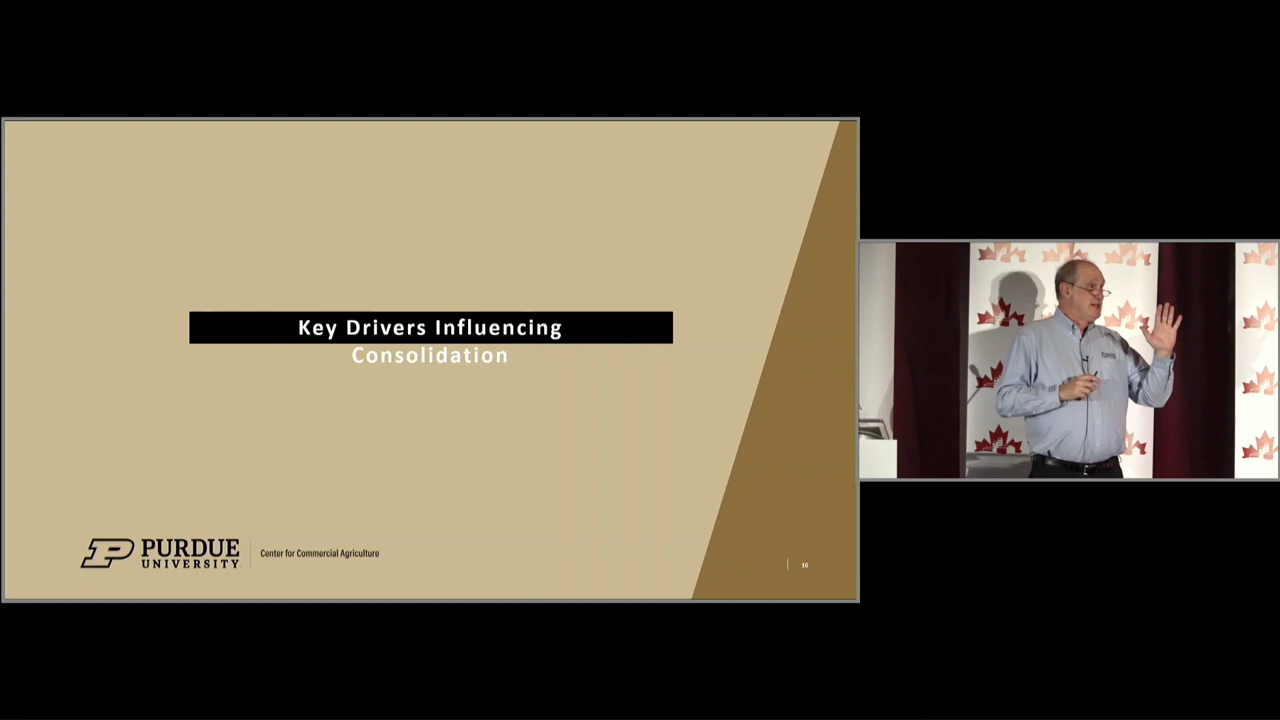 Key Drivers Influencing
Consolidation
PURDUE
UNIVERSITY
Center for Commercial Agriculture
16